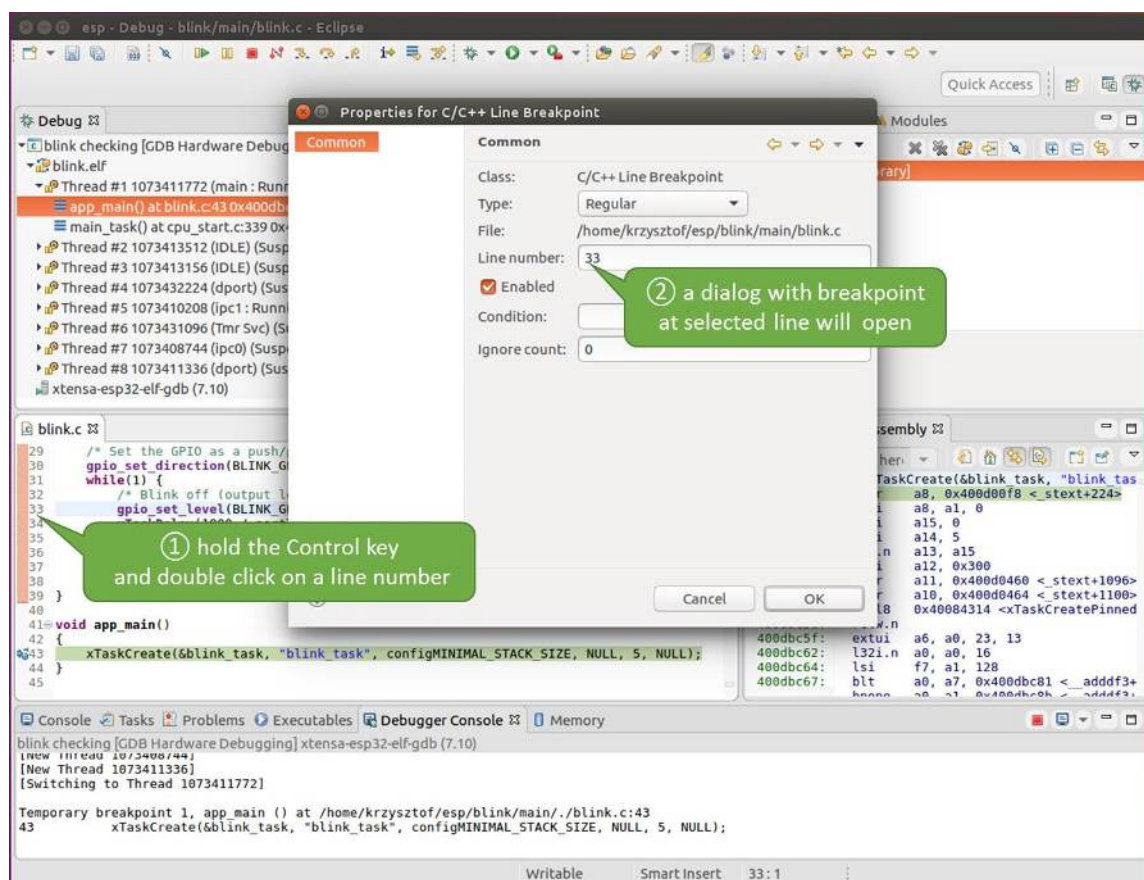 esp - Debug - blink/main/blink.c - Eclipse
Quick Access
Debug
blink checking [GDB Hardware Debug
blink.elf
Thread #1 1073411772 (main : Runn
app_main() at blink.c:43 0x400dbc
main_task() at cpu_start.c:339 0x4
Thread #2 1073413512 (IDLE) (Susp
Thread #3 1073413156 (IDLE) (Susp
Thread #4 1073432224 (dport) (Sus
Thread #5 1073410208 (ipc1 : Runni
Thread #6 1073431096 (Tmr Svc) (S
Thread #7 1073408744 (ipc0) (Suspe
Thread #8 1073411336 (dport) (Sus
xtensa-esp32-elf-gdb (7.10)
Modules
rary]
Properties for C/C++ Line Breakpoint
Common
Common
Class: C/C++ Line Breakpoint
Type: Regular
File: /home/krzysztof/esp/blink/main/blink.c
Line number: 33
Enabled
Condition:
Ignore count: 0
② a dialog with breakpoint
at selected line will open
Cancel OK
blink.c
29 /* Set the GPIO as a push/
30 gpio_set_direction(BLINK_G
31 while(1) {
32 /* Blink off (output l
33 gpio_set_level(BLINK_G
34
35
36
37
38
39 }
40
41 void app_main()
42 {
43 xTaskCreate(&blink_task, "blink_task", configMINIMAL_STACK_SIZE, NULL, 5, NULL);
44 }
45
① hold the Control key
and double click on a line number
ssembly
her
TaskCreate(&blink_task, "blink_tas
r a8, 0x400d00f8 <_stext+224>
i a8, a1, 0
i a15, 0
i a14, 5
.n a13, a15
i a12, 0x300
r a11, 0x400d0460 <_stext+1096>
r a10, 0x400d0464 <_stext+1100>
l8 0x40084314 <xTaskCreatePinned
400dbc5f: extui a6, a0, 23, 13
400dbc62: l32i.n a0, a0, 16
400dbc64: lsi f7, a1, 128
400dbc67: blt a0, a7, 0x400dbc81 <__adddf3+
Console Tasks Problems Executables Debugger Console Memory
blink checking [GDB Hardware Debugging] xtensa-esp32-elf-gdb (7.10)
[New Thread 1073408744]
[New Thread 1073411336]
[Switching to Thread 1073411772]
Temporary breakpoint 1, app_main () at /home/krzysztof/esp/blink/main/./blink.c:43
43 xTaskCreate(&blink_task, "blink_task", configMINIMAL_STACK_SIZE, NULL, 5, NULL);
Writable Smart Insert 33 : 1